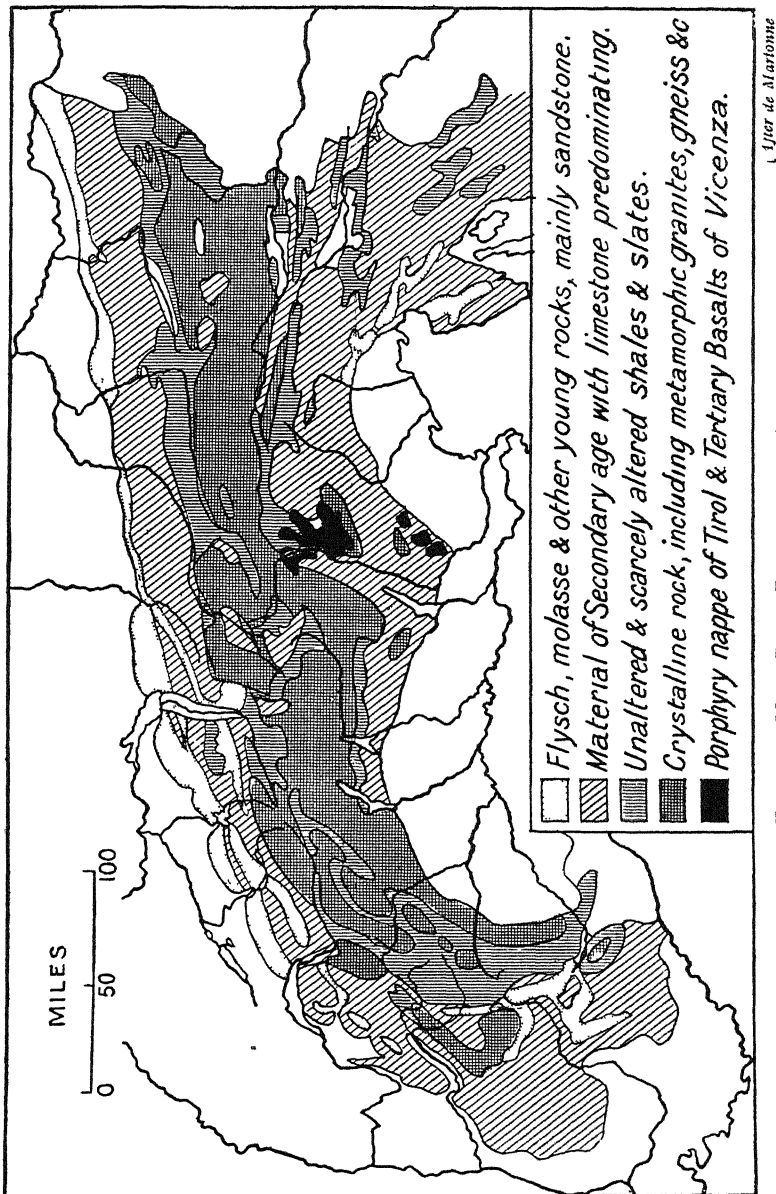 MILES
0 50 100
Flysch, molasse & other young rocks, mainly sandstone.
Material of Secondary age with limestone predominating.
Unaltered & scarcely altered shales & slates.
Crystalline rock, including metamorphic granites, gneiss &c
Porphyry nappe of Tirol & Tertiary Basalts of Vicenza.
After de Martonne